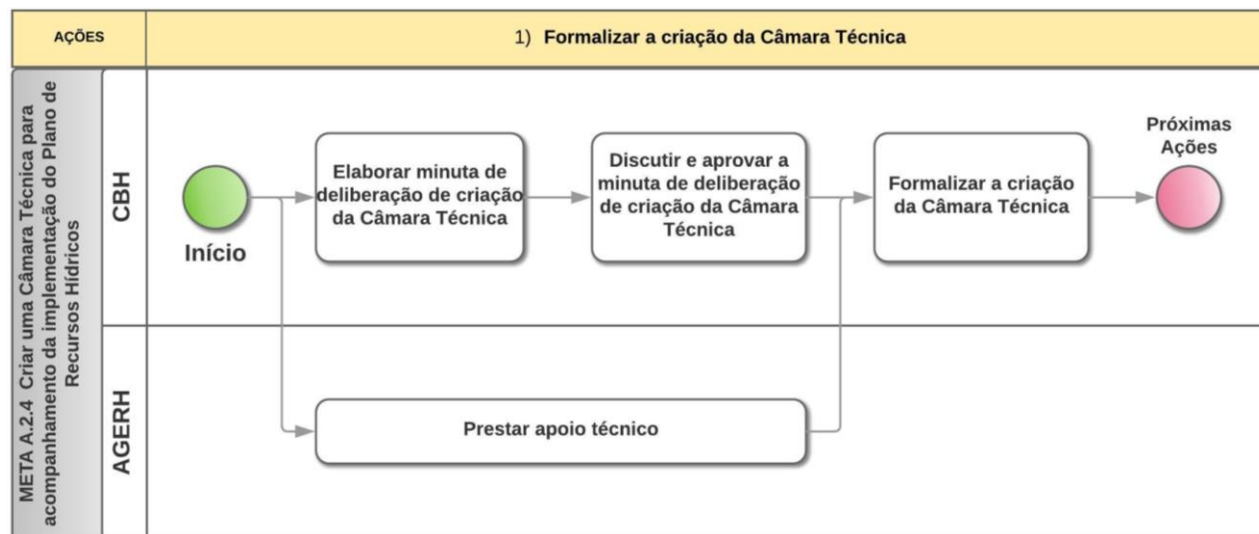 AÇÕES
1) Formalizar a criação da Câmara Técnica
META A.2.4 Criar uma Câmara Técnica para
acompanhamento da implementação do Plano de
Recursos Hídricos
CBH
Início
Elaborar minuta de
deliberação de criação
da Câmara Técnica
Discutir e aprovar a
minuta de deliberação
de criação da Câmara
Técnica
Formalizar a criação
da Câmara Técnica
Próximas
Ações
AGERH
Prestar apoio técnico